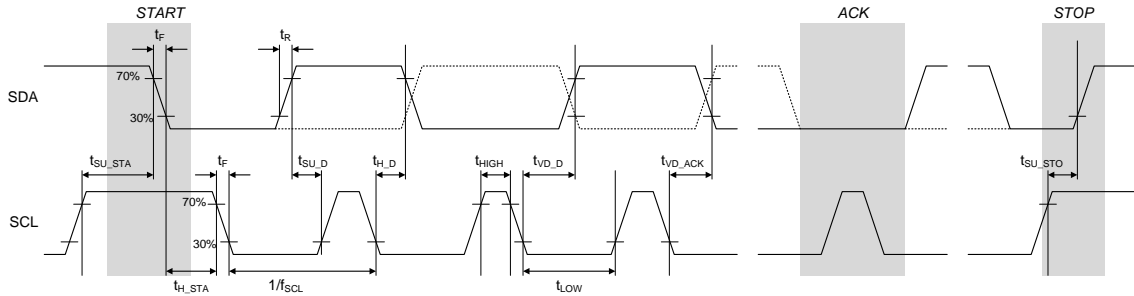 START
ACK
STOP
tF
tR
70%
SDA
30%
tSU_STA
tF
tSU_D
tH_D
tHIGH
tVD_D
tVD_ACK
tSU_STO
70%
SCL
30%
tH_STA
1/fSCL
tLOW